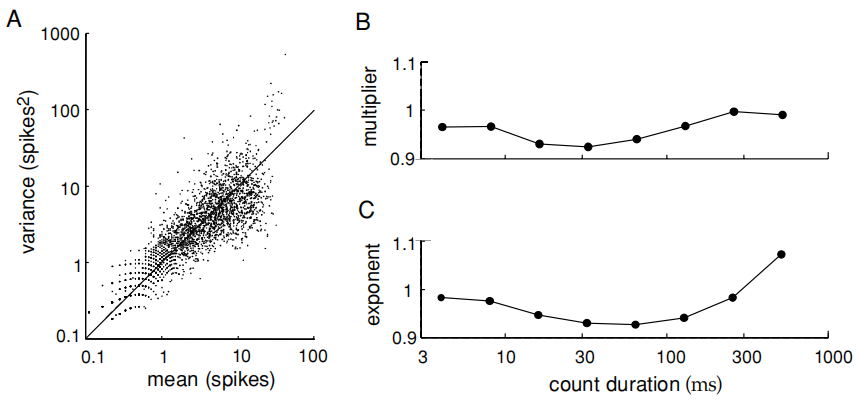 A
1000
100
10
1
0.1
variance (spikes2)
0.1
1
10
100
mean (spikes)
B
1.1
1
0.9
multiplier
C
1.1
1
0.9
exponent
3
10
30
100
300
1000
count duration (ms)